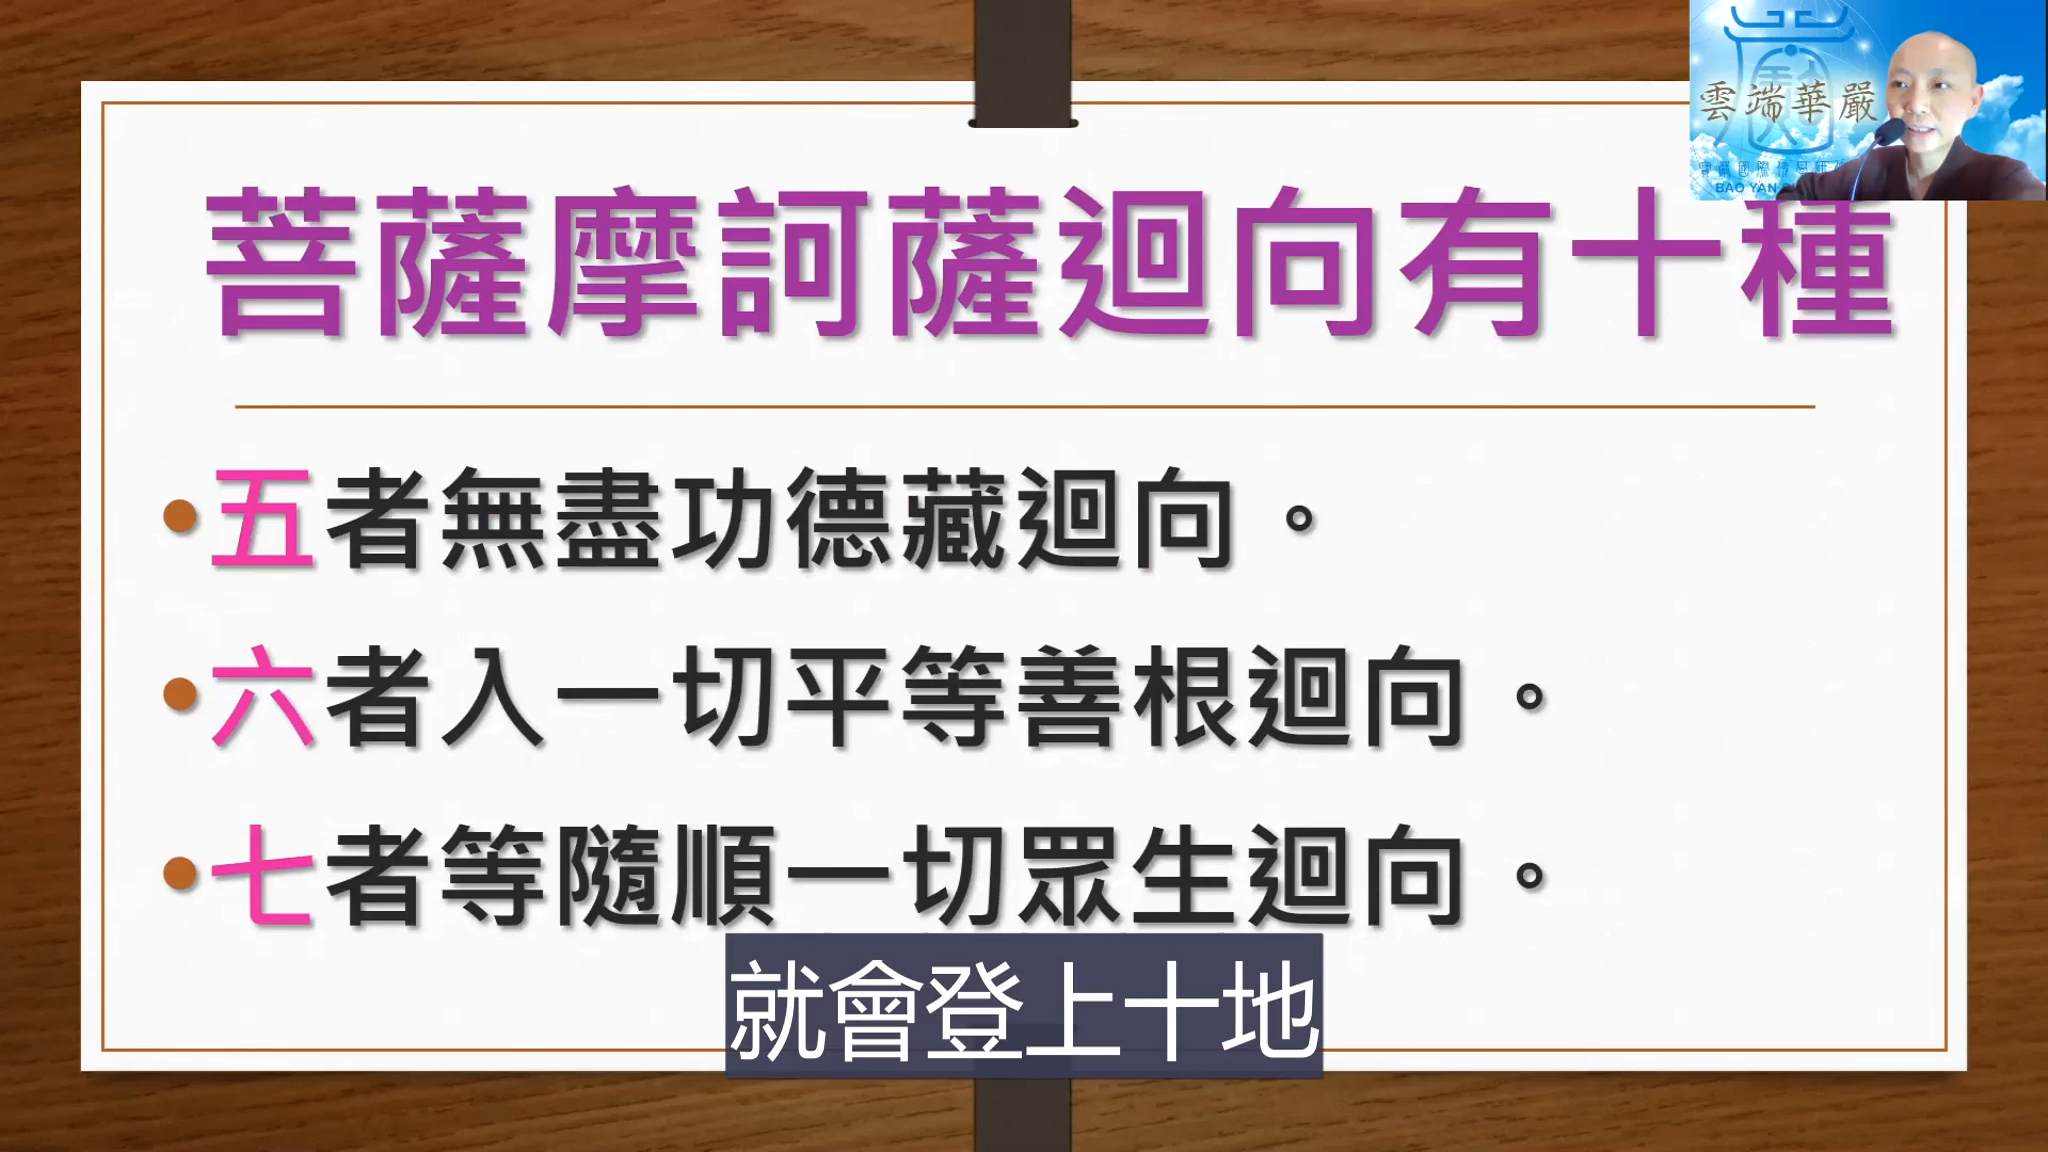 雲端華嚴
BAO YAN
菩薩摩訶薩迴向有十種
•五者無盡功德藏迴向。
•六者入一切平等善根迴向。
•七者等隨順一切眾生迴向。
就會登上十地